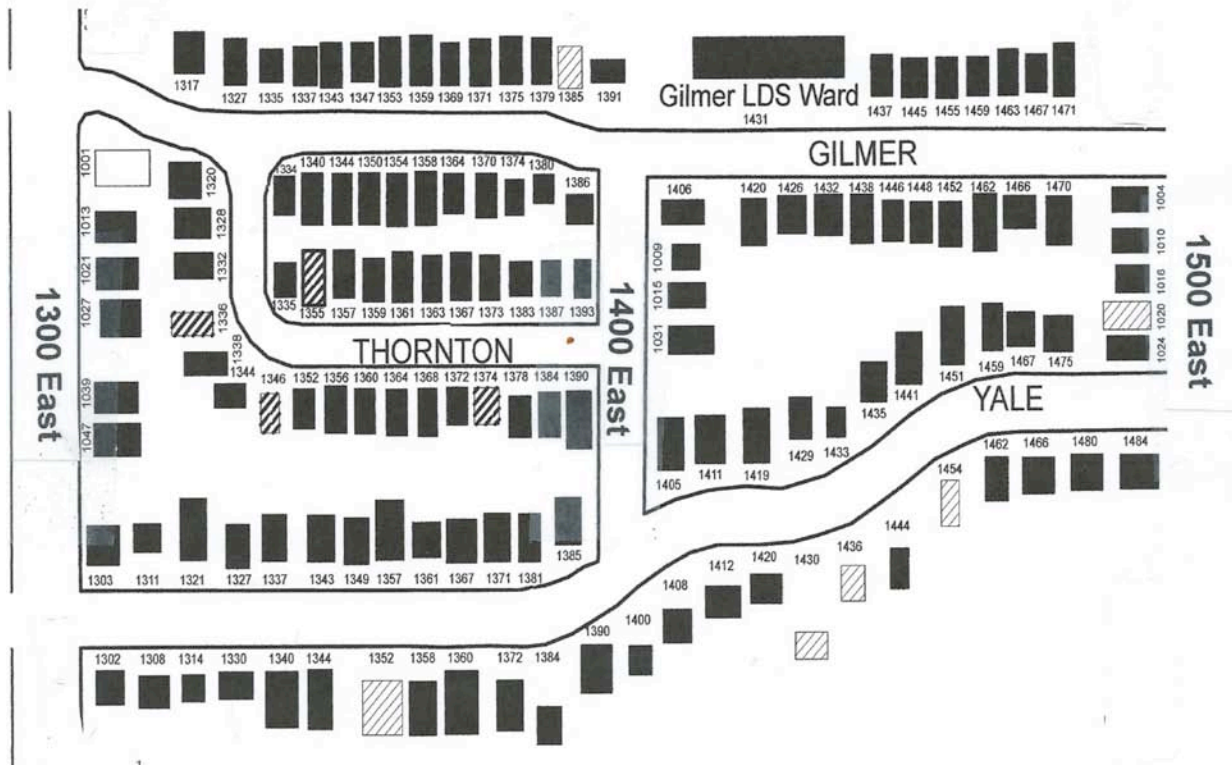 1317 1327 1335 1337 1343 1347 1353 1359 1369 1371 1375 1379 1385 1391
Gilmer LDS Ward
1431
1437 1445 1455 1459 1463 1467 1471
GILMER
1001
1013
1021
1027
1039
1047
1320
1328
1332
1336
1338
1344
1334 1340 1344 1350 1354 1358 1364 1370 1374 1380 1386
1335 1355 1357 1359 1361 1363 1367 1373 1383 1387 1393
THORNTON
1346 1352 1356 1360 1364 1368 1372 1374 1378 1384 1390
1300 East
1400 East
1500 East
1406 1420 1426 1432 1438 1446 1448 1452 1462 1466 1470
1009
1015
1031
1004
1010
1016
1020
1024
1405 1411 1419 1429 1433 1435 1441 1451 1459 1467 1475
YALE
1303 1311 1321 1327 1337 1343 1349 1357 1361 1367 1371 1381 1385
1302 1308 1314 1330 1340 1344 1352 1358 1360 1372 1384 1390 1400 1408 1412 1420 1430 1436 1444 1454 1462 1466 1480 1484